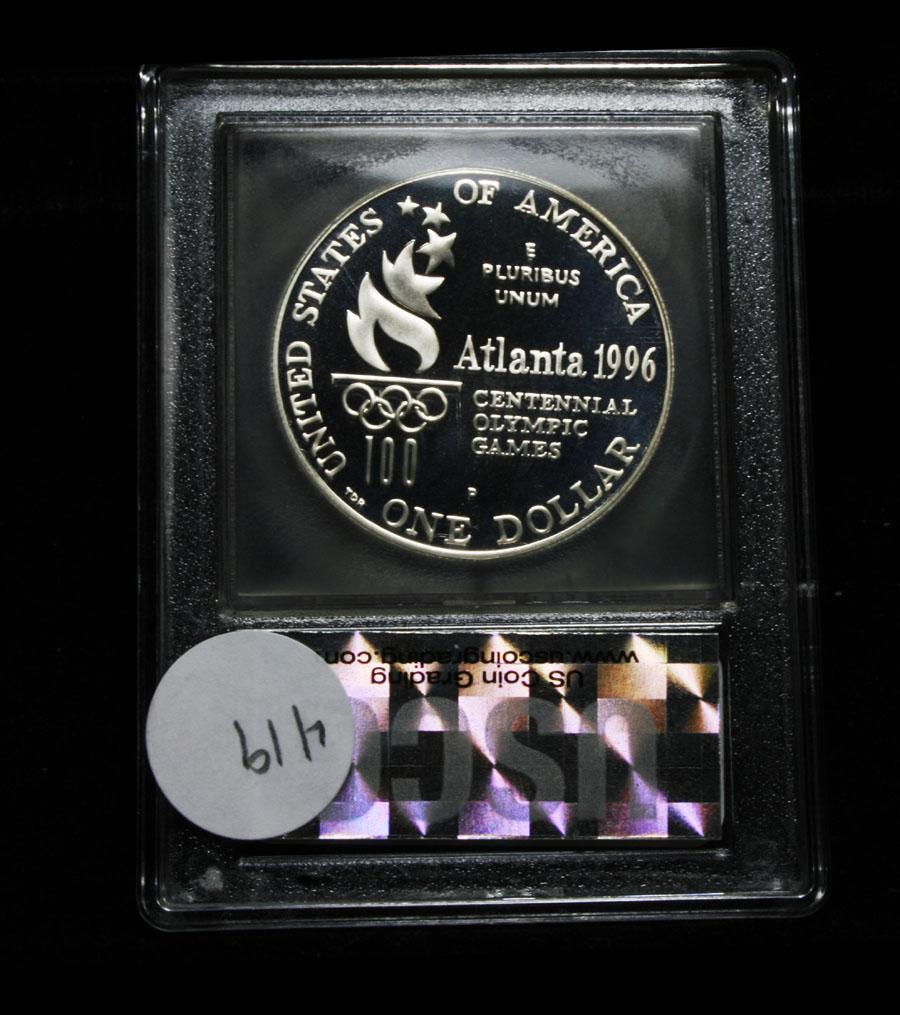 UNITED STATES OF AMERICA
E
PLURIBUS
UNUM
Atlanta 1996
CENTENNIAL
OLYMPIC
GAMES
100
P
TDP
ONE DOLLAR
www.uscoingrading.com
US Coin Grading
USCG
419